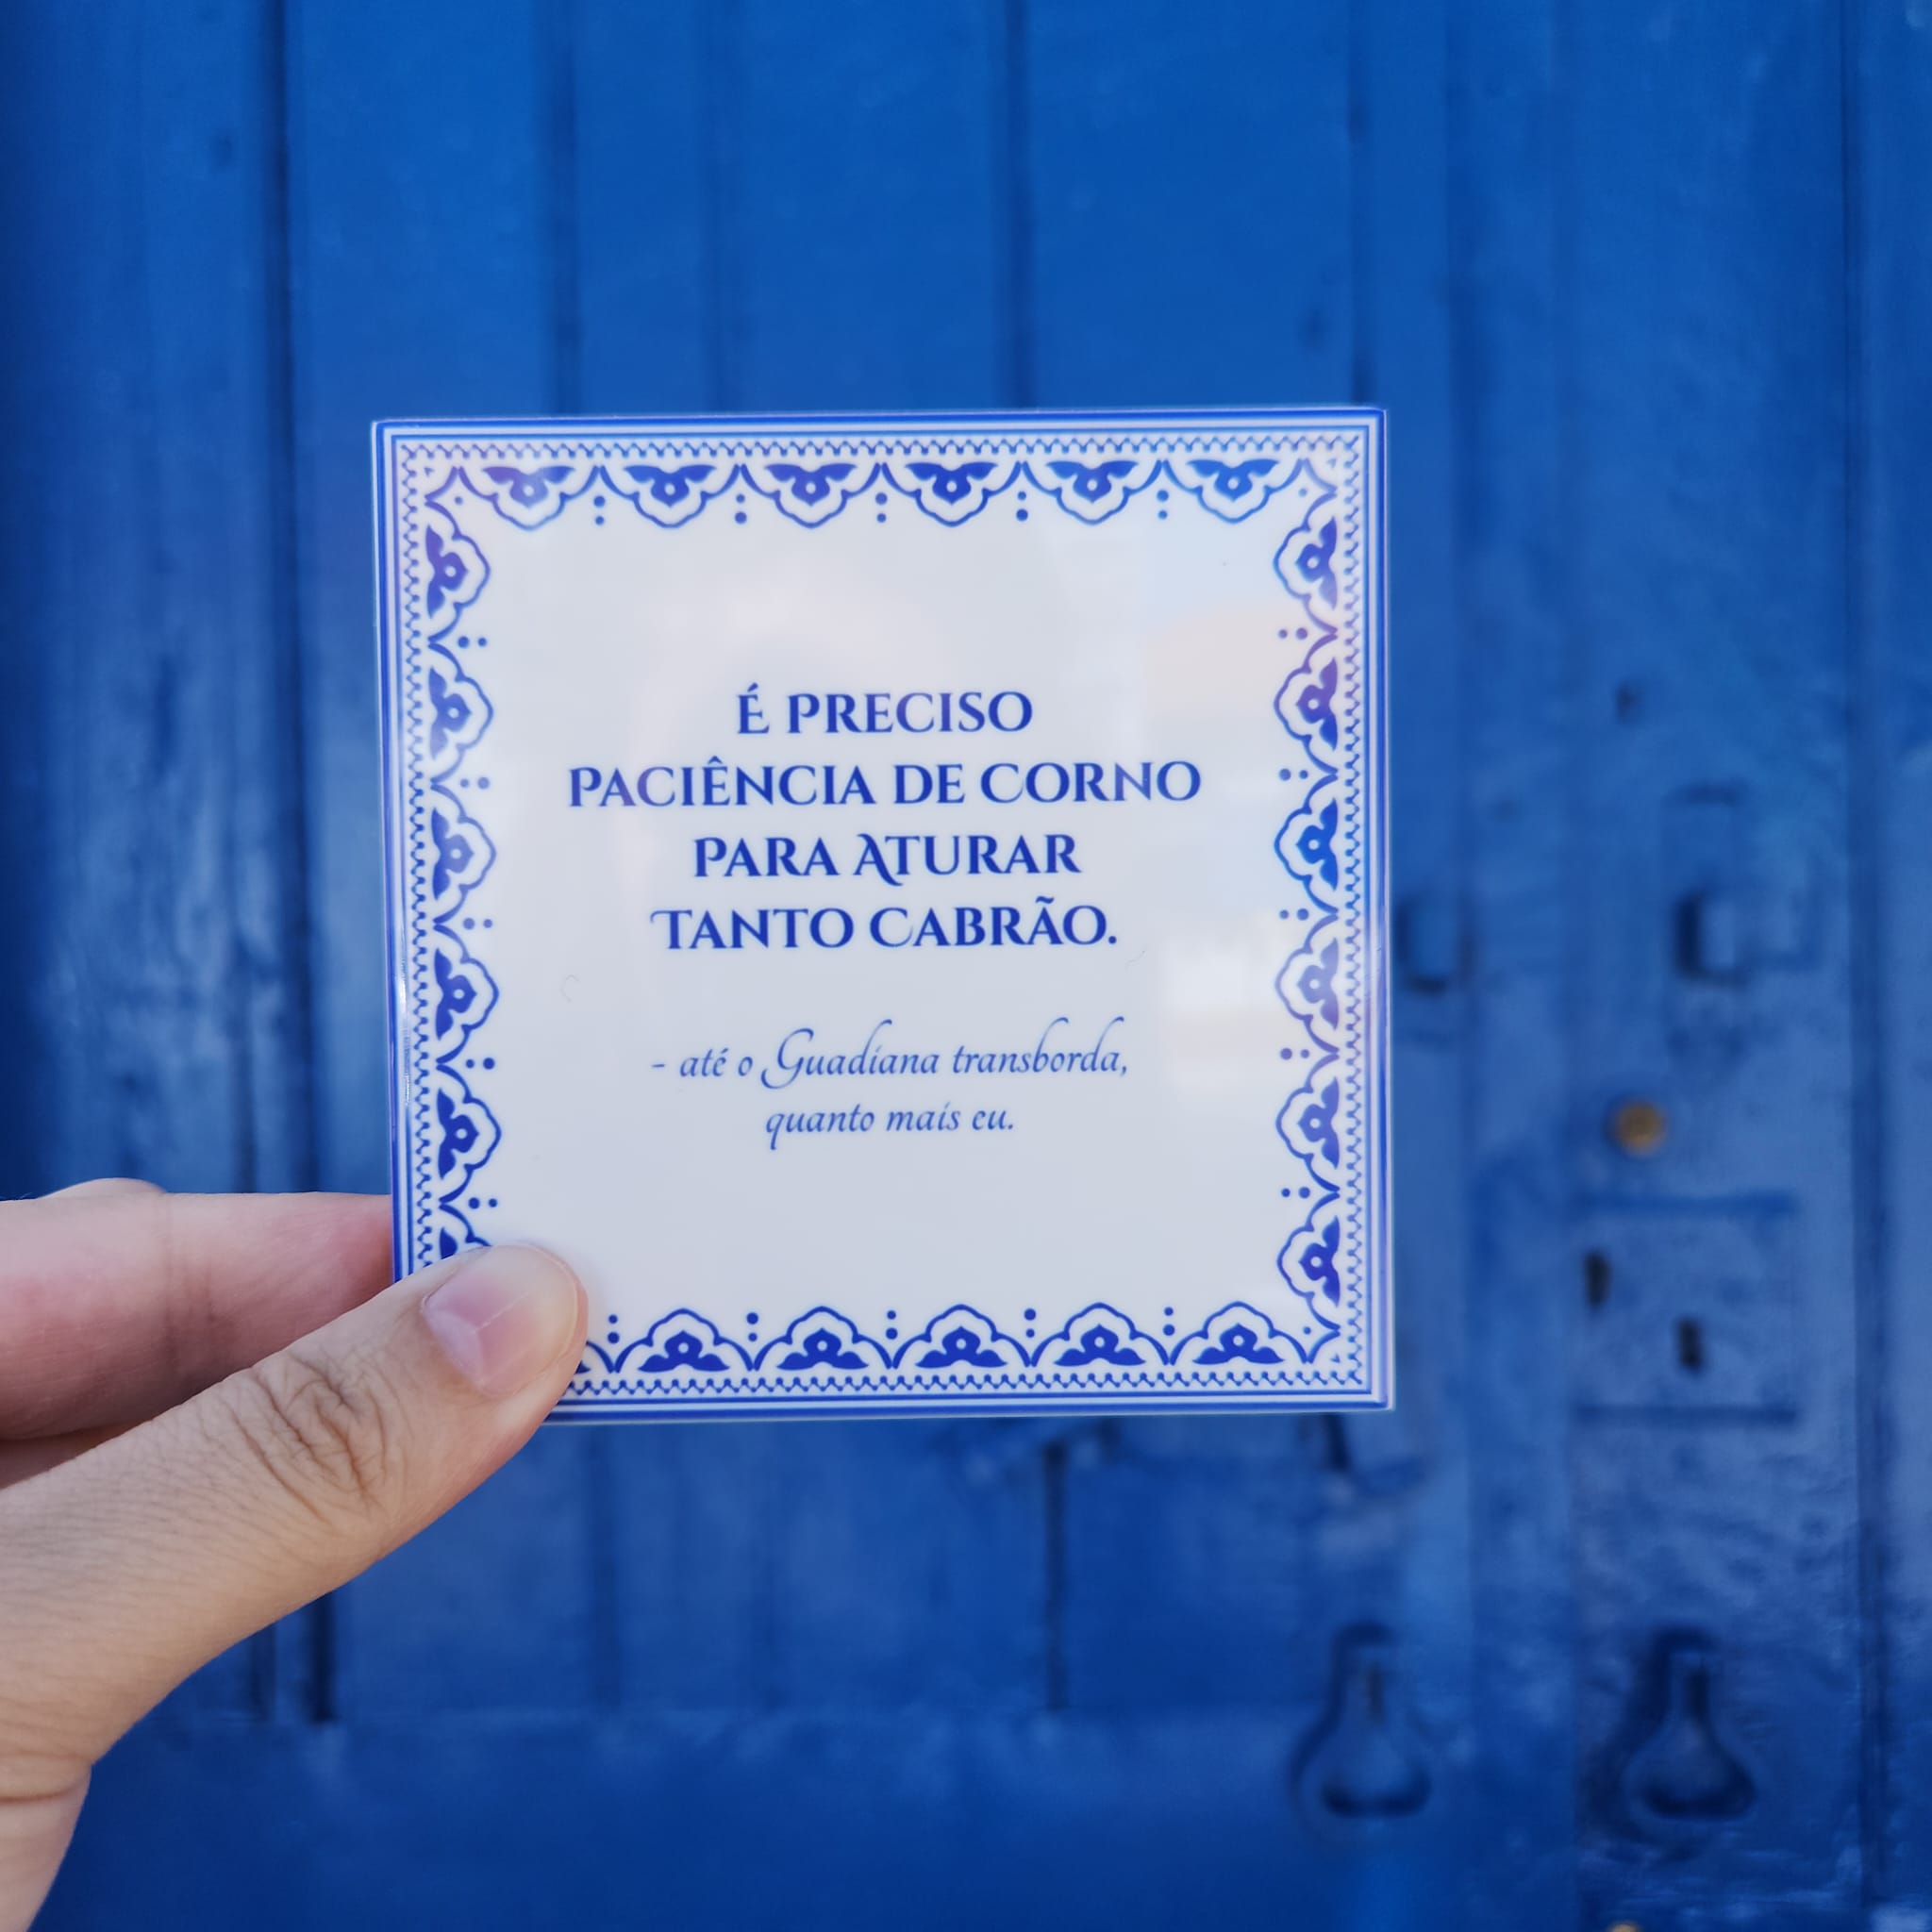 É PRECISO
PACIÊNCIA DE CORNO
PARA ATURAR
TANTO CABRÃO.
- até o Guadiana transborda,
quanto mais eu.